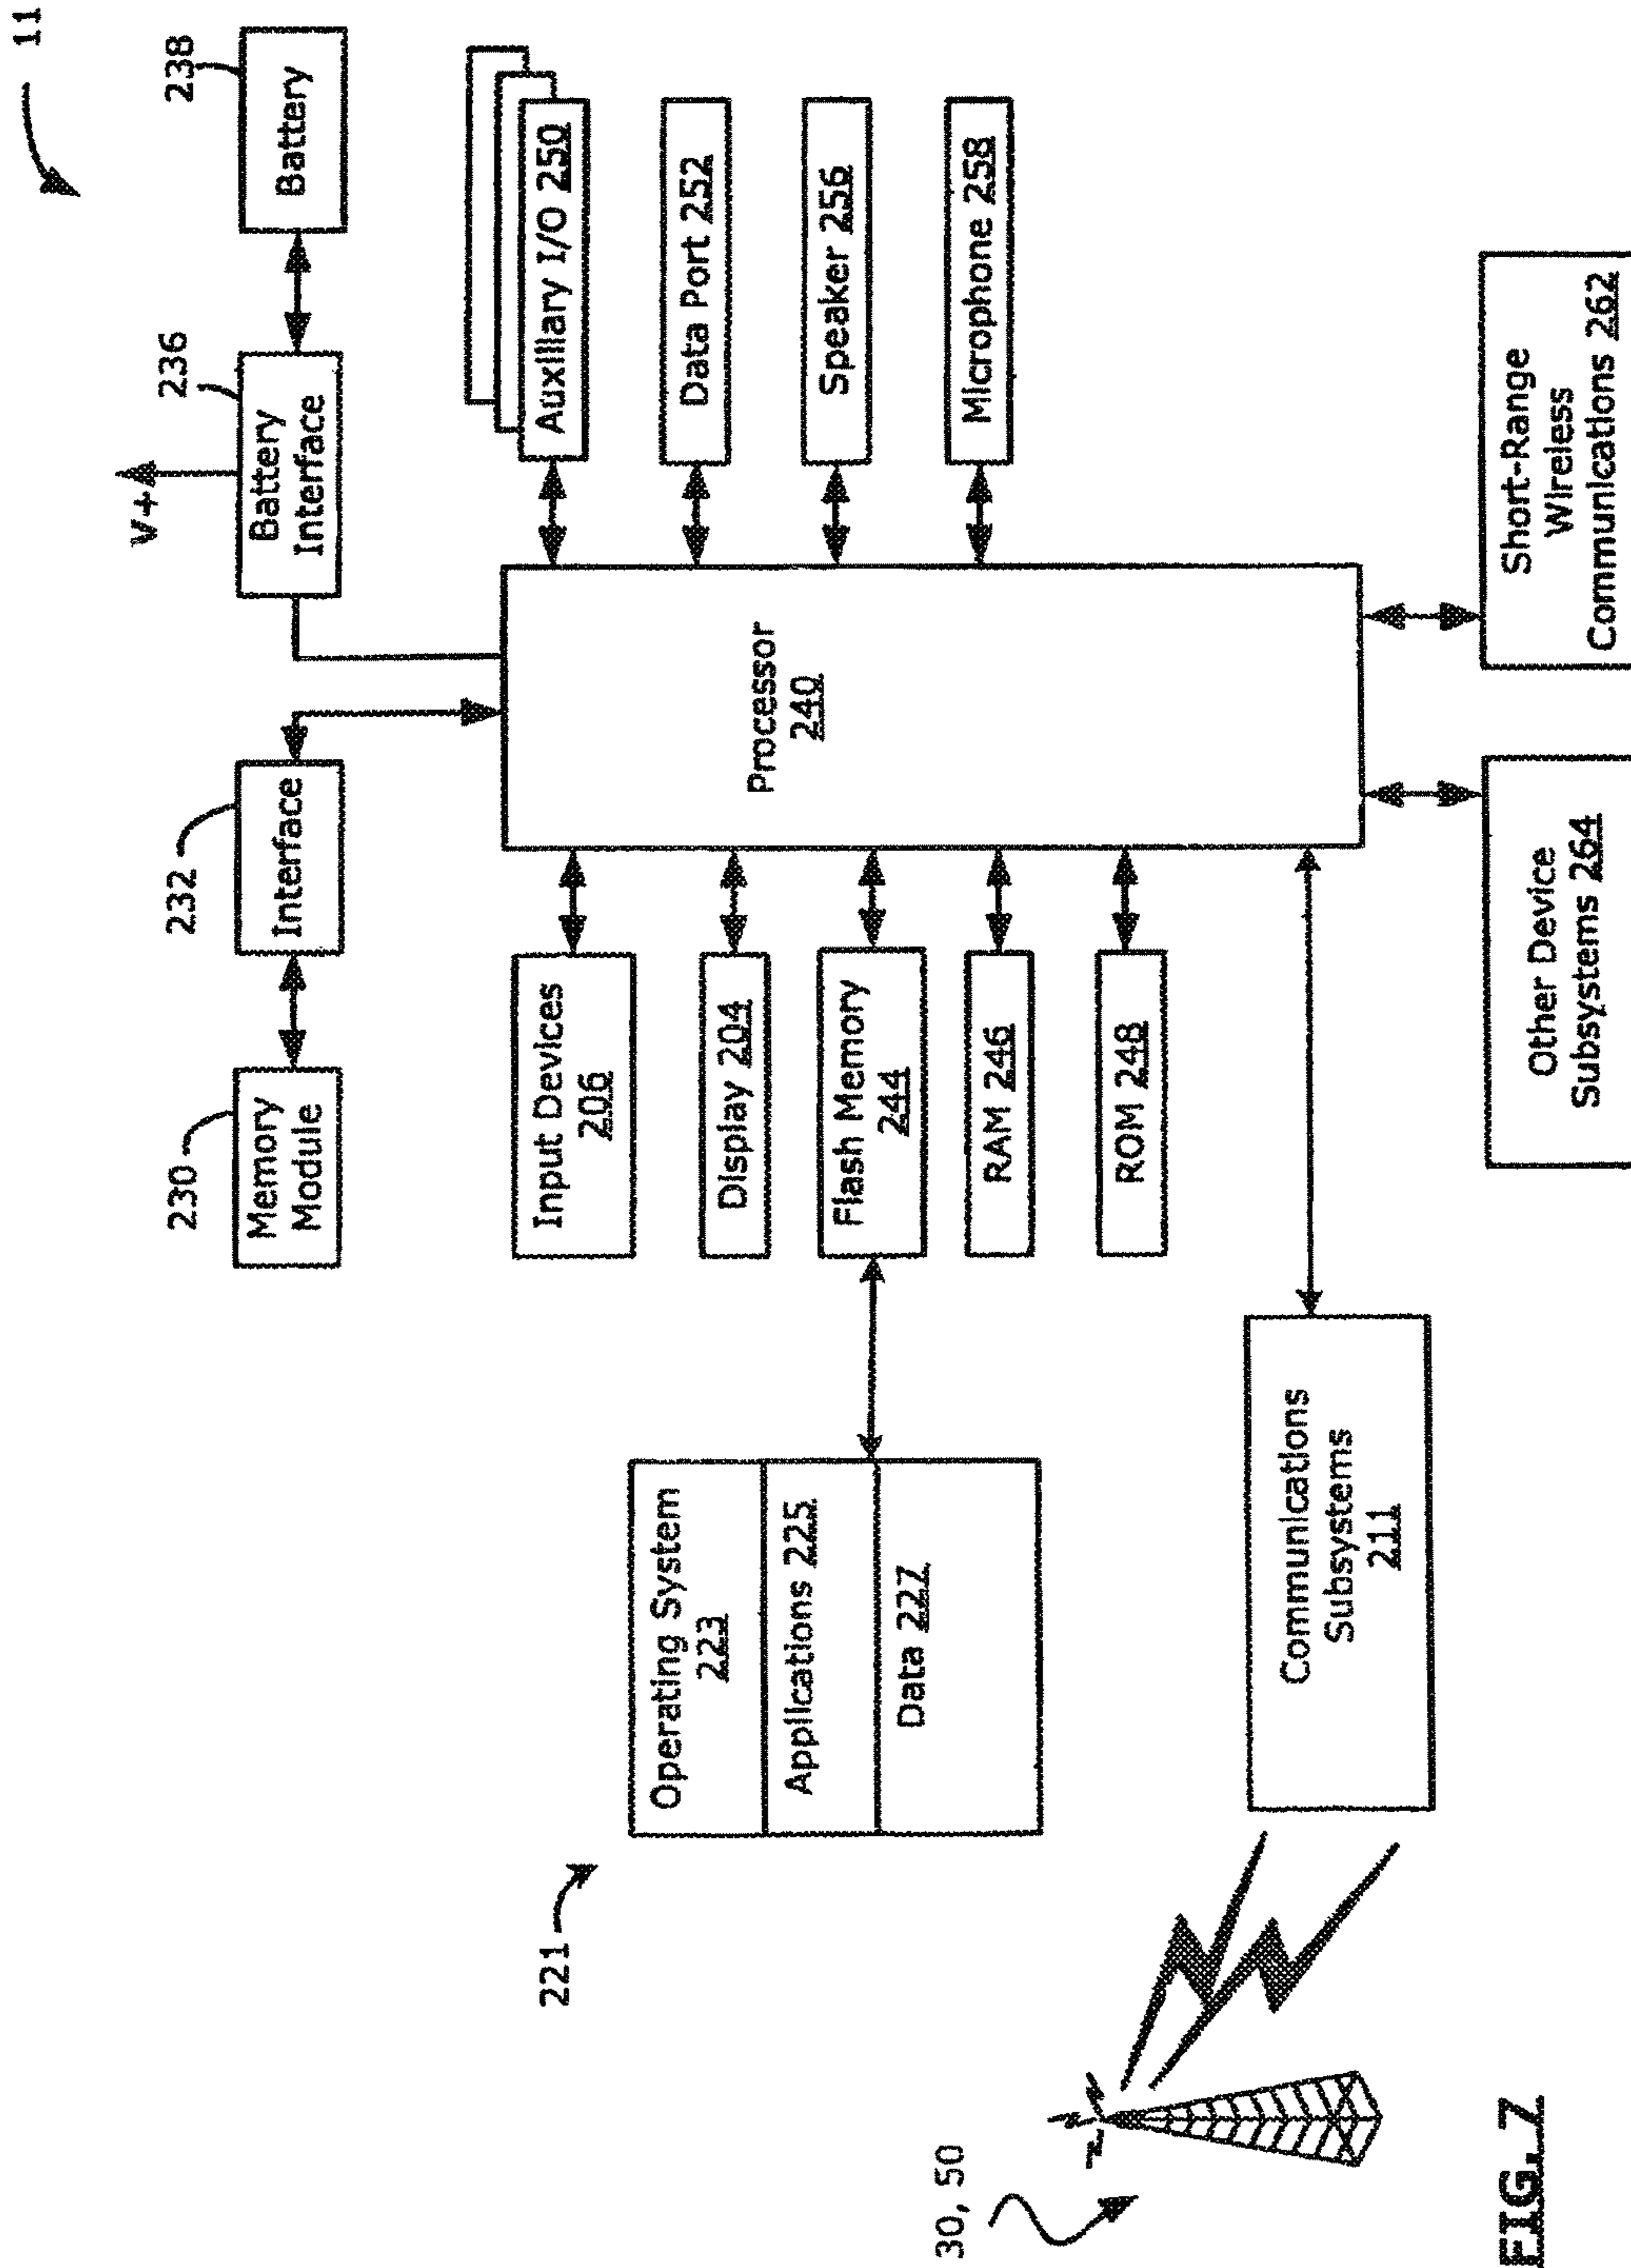 11
230
232
236
238
V+
Memory
Module
Interface
Battery
Interface
Battery
221
Operating System
223
Applications 225
Data 227
Input Devices
206
Display 204
Flash Memory
244
RAM 246
ROM 248
Processor
240
Auxiliary I/O 250
Data Port 252
Speaker 256
Microphone 258
30, 50
Communications
Subsystems
211
Other Device
Subsystems 264
Short-Range
Wireless
Communications 262
FIG. 7